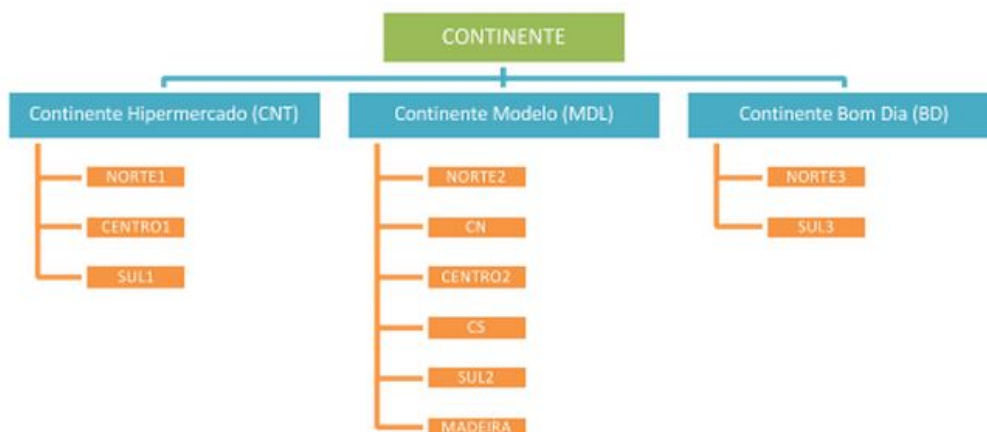 CONTINENTE
Continente Hipermercado (CNT)
NORTE1
CENTRO1
SUL1
Continente Modelo (MDL)
NORTE2
CN
CENTRO2
CS
SUL2
MADEIRA
Continente Bom Dia (BD)
NORTE3
SUL3